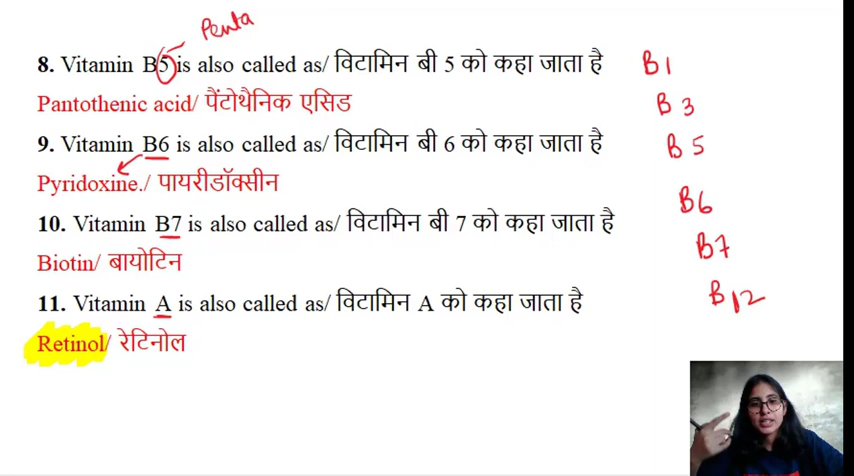 Penta
8. Vitamin B5 is also called as/ विटामिन बी 5 को कहा जाता है
Pantothenic acid/ पैंटोथैनिक एसिड
9. Vitamin B6 is also called as/ विटामिन बी 6 को कहा जाता है
Pyridoxine./ पायरीडॉक्सीन
10. Vitamin B7 is also called as/ विटामिन बी 7 को कहा जाता है
Biotin/ बायोटिन
11. Vitamin A is also called as/ विटामिन A को कहा जाता है
Retinol/ रेटिनोल
B1
B3
B5
B6
B7
B12